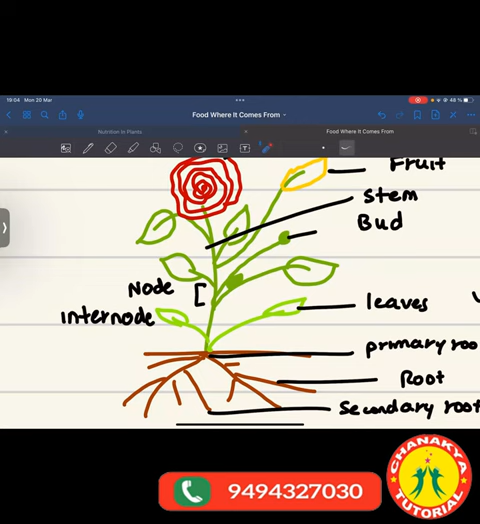 19:04 Mon 20 Mar
48 %
Food Where It Comes From
Nutrition in Plants
Food Where It Comes From
Fruit
Stem
Bud
Node
Internode
leaves
primary roo
Root
Secondary root
9494327030
CHANAKYA
TUTORIAL